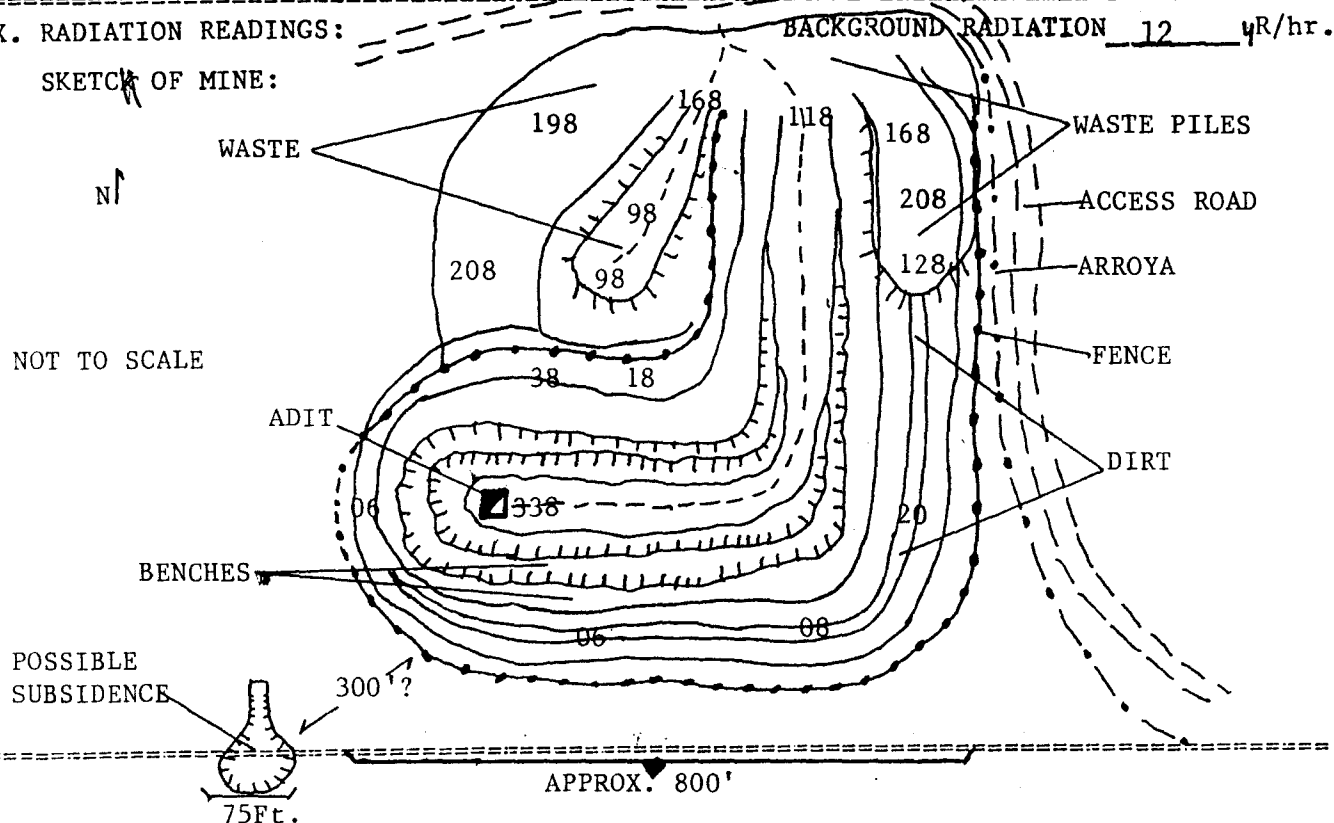 X. RADIATION READINGS:
BACKGROUND RADIATION 12 µR/hr.
SKETCH OF MINE:
168
198
118
168
WASTE PILES
WASTE
N
98
208
ACCESS ROAD
208
98
128
ARROYA
NOT TO SCALE
FENCE
38
18
ADIT
DIRT
06
338
20
BENCHES
06
08
POSSIBLE
SUBSIDENCE
300'?
APPROX. 800'
75Ft.